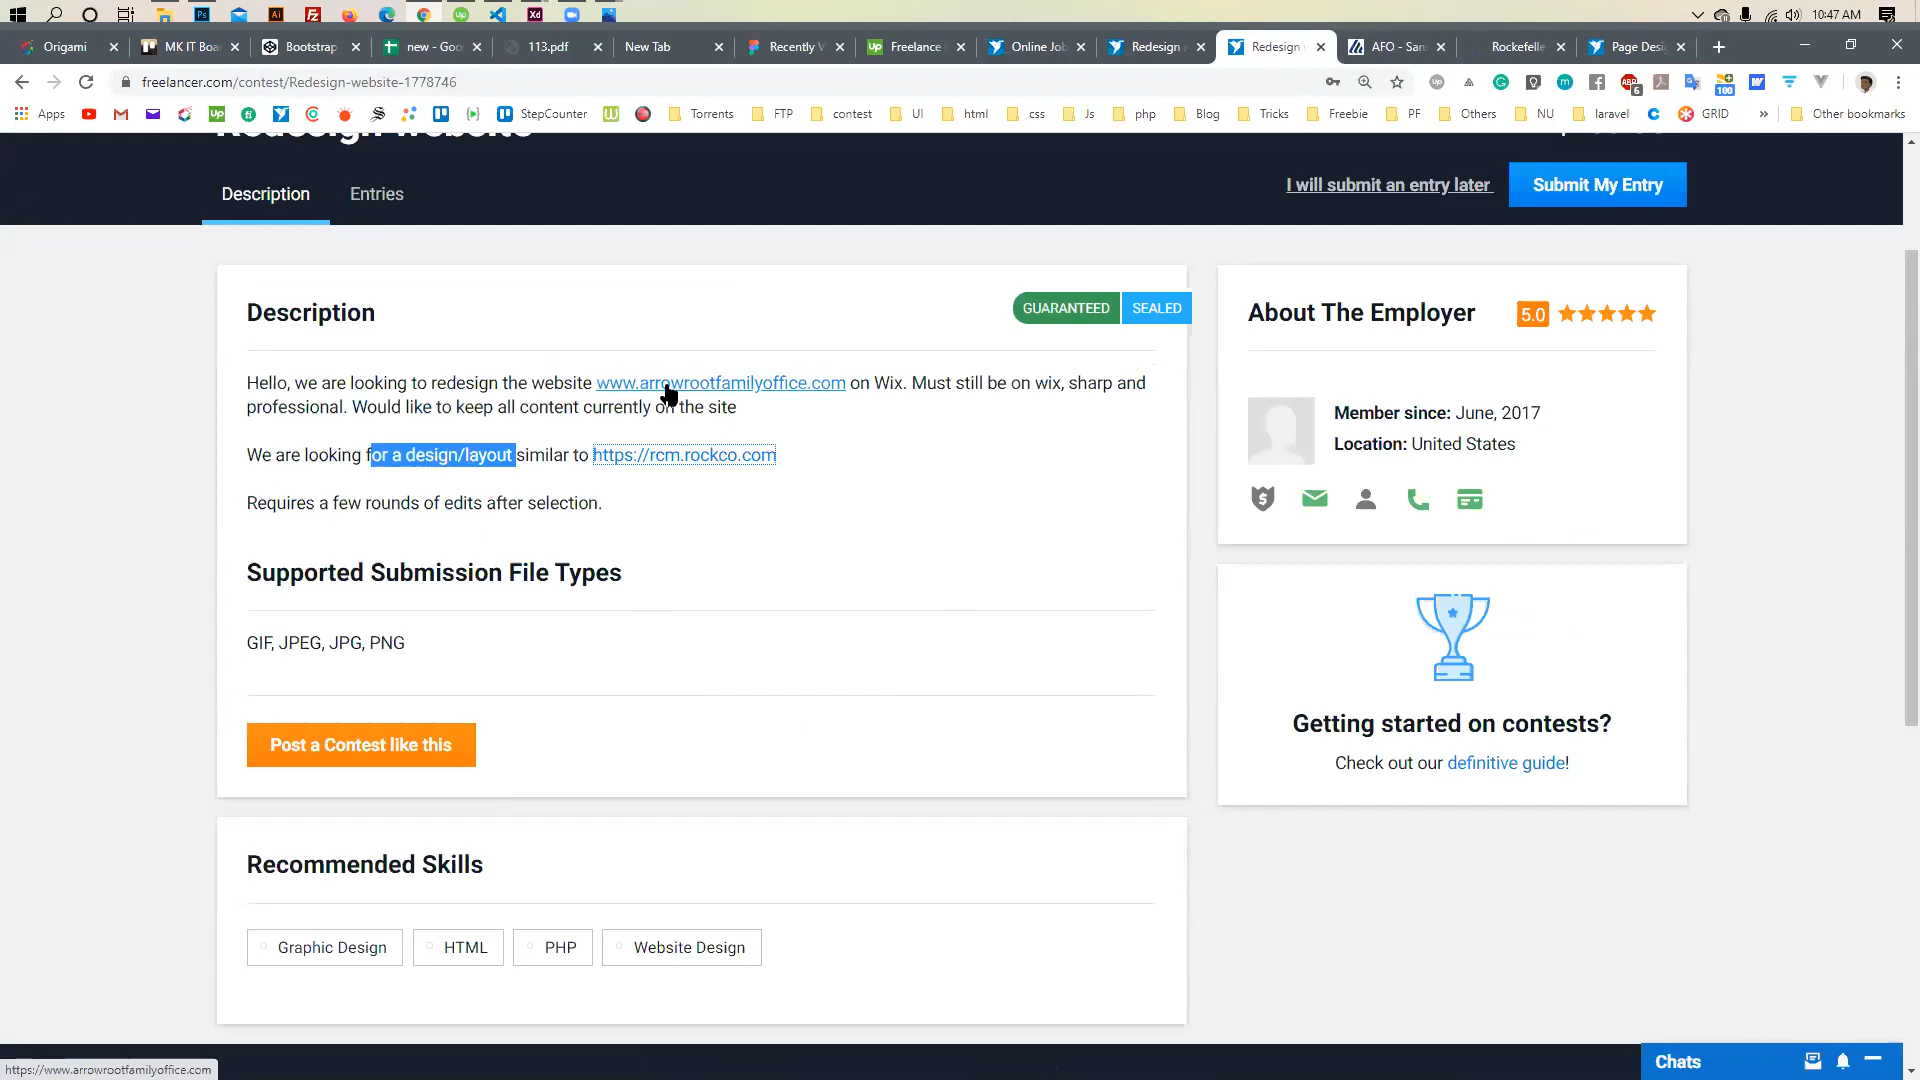 10:47 AM
Origami
MK IT Boa
Bootstrap
new - Goo
113.pdf
New Tab
Recently V
Freelance
Online Job
Redesign
Redesign
AFO - San
Rockefelle
Page Desi
freelancer.com/contest/Redesign-website-1778746
Apps
StepCounter
Torrents
FTP
contest
UI
html
css
Js
php
Blog
Tricks
Freebie
PF
Others
NU
laravel
GRID
Other bookmarks
Redesign website
Description
Entries
I will submit an entry later
Submit My Entry
Description
GUARANTEED
SEALED
Hello, we are looking to redesign the website www.arrowrootfamilyoffice.com on Wix. Must still be on wix, sharp and
professional. Would like to keep all content currently on the site
We are looking for a design/layout similar to https://rcm.rockco.com
Requires a few rounds of edits after selection.
Supported Submission File Types
GIF, JPEG, JPG, PNG
Post a Contest like this
Recommended Skills
Graphic Design
HTML
PHP
Website Design
About The Employer
5.0
Member since: June, 2017
Location: United States
Getting started on contests?
Check out our definitive guide!
https://www.arrowrootfamilyoffice.com
Chats